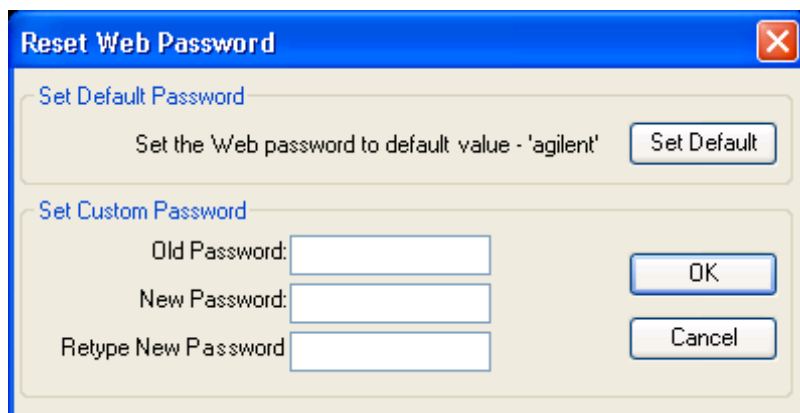 Reset Web Password
Set Default Password
Set the Web password to default value - 'agilent'
Set Default
Set Custom Password
Old Password:
OK
New Password:
Cancel
Retype New Password